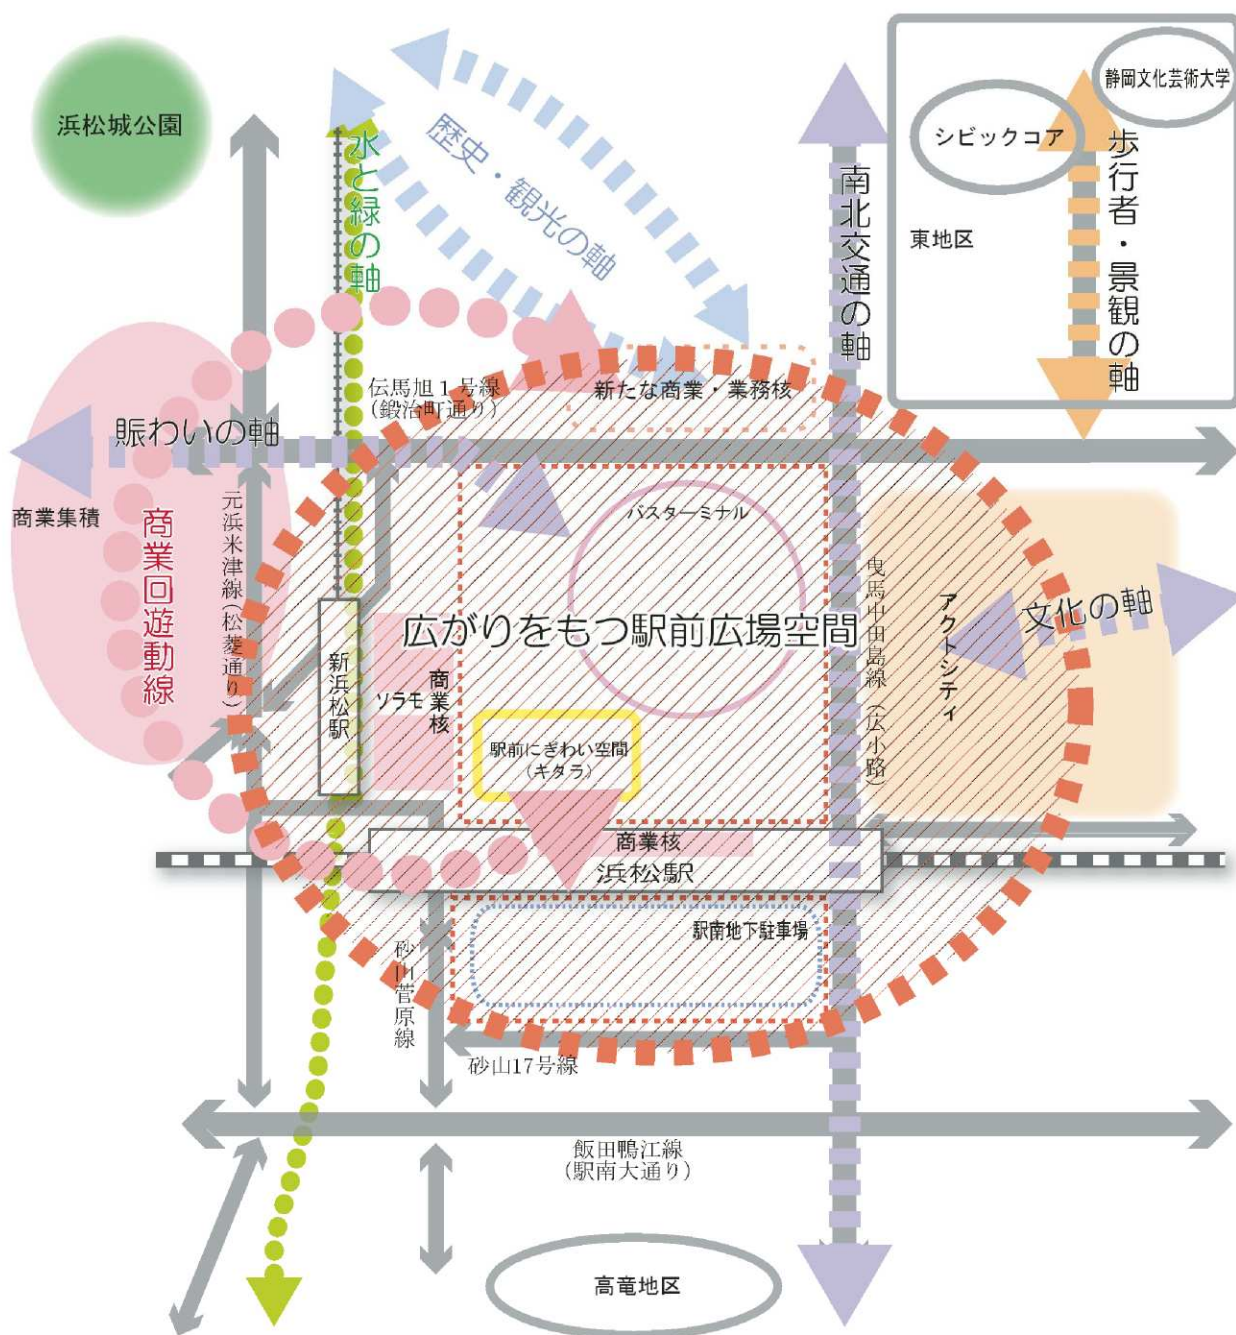 浜松城公園
水と緑の軸
歴史・観光の軸
南北交通の軸
静岡文化芸術大学
シビックコア
歩行者・景観の軸
東地区
伝馬旭１号線
(鍛治町通り)
新たな商業・業務核
賑わいの軸
商業集積
商業回遊動線
元浜米津線(松菱通り)
バスターミナル
曳馬中田島線（広小路）
アクトシティ
文化の軸
広がりをもつ駅前広場空間
新浜松駅
ソラモ
商業核
駅前にぎわい空間
(キタラ)
商業核
浜松駅
駅南地下駐車場
砂山菅原線
砂山17号線
飯田鴨江線
(駅南大通り)
高竜地区